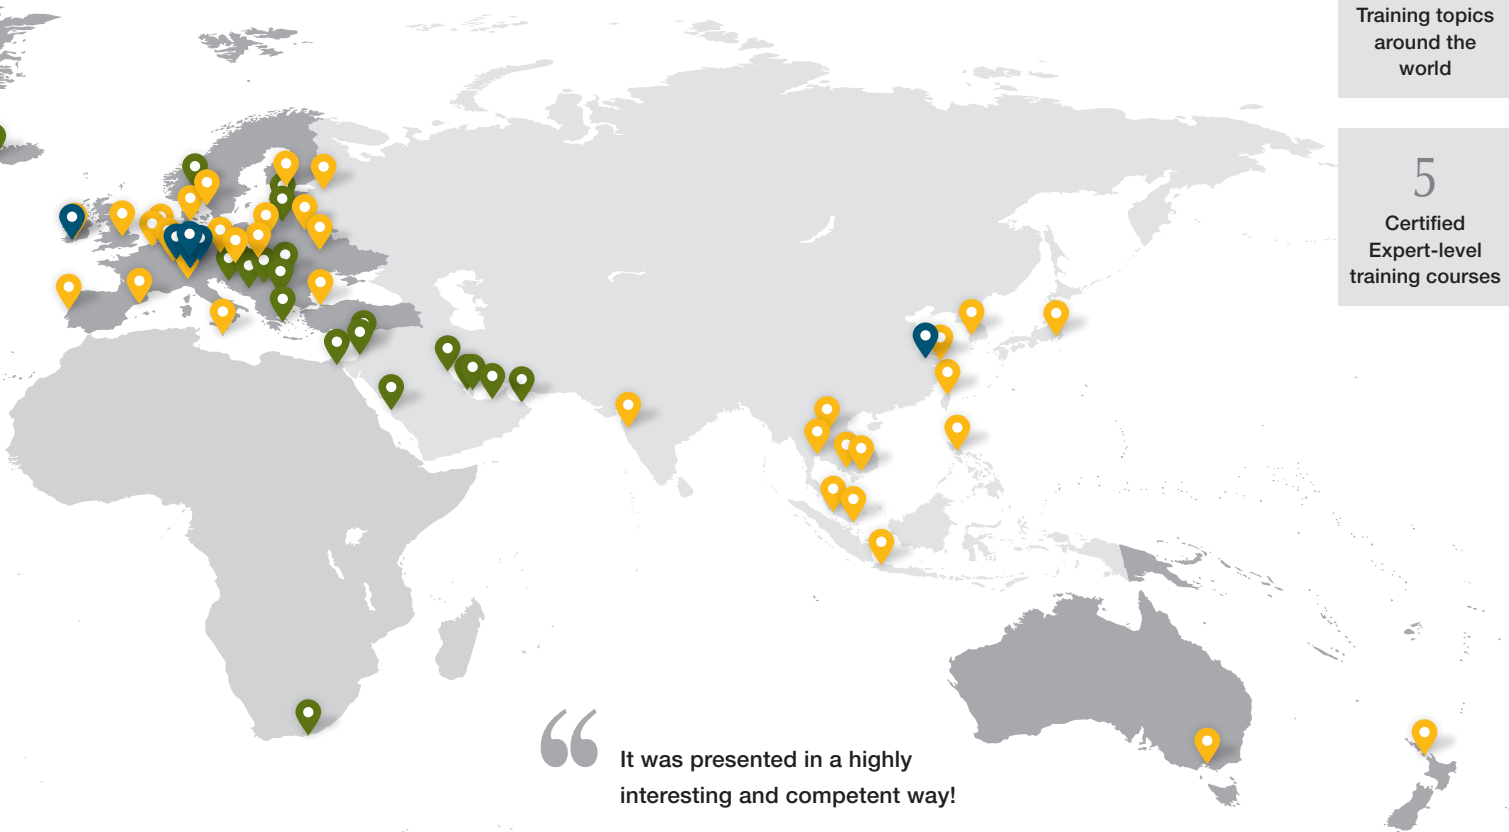 Training topics
around the
world
5
Certified
Expert-level
training courses
“
It was presented in a highly
interesting and competent way!